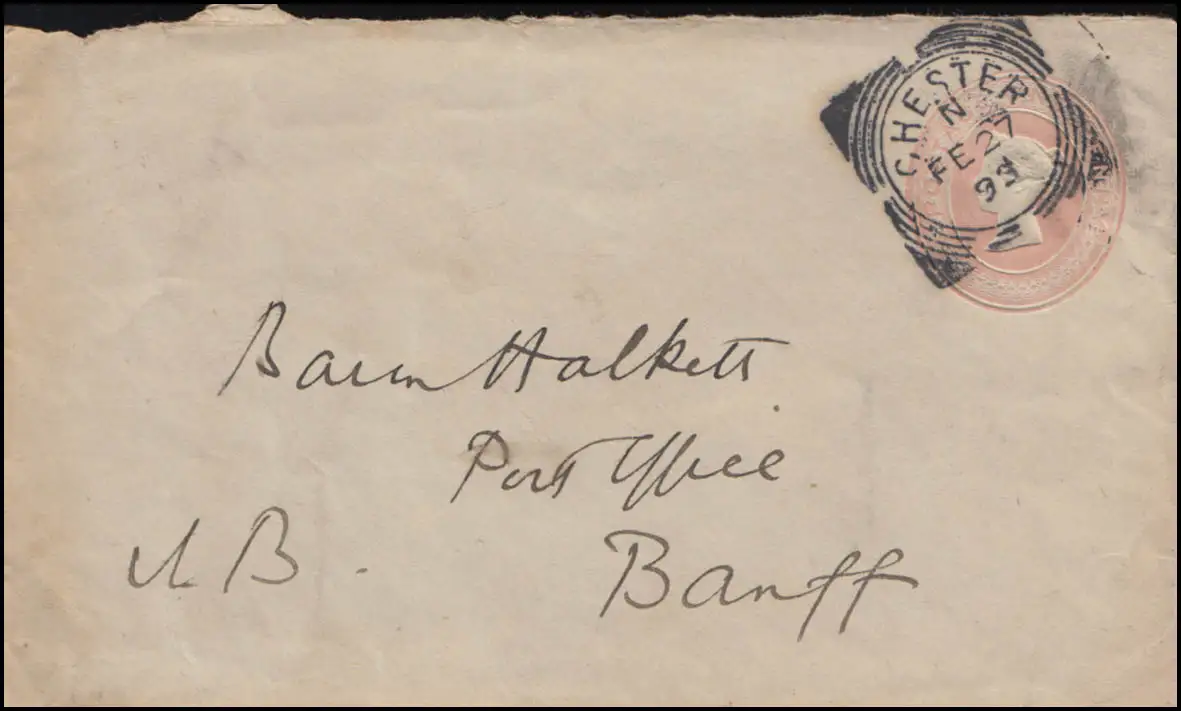 CHESTER
N
FE 27
93
Baron Halkett
Post Office
N B.
Banff